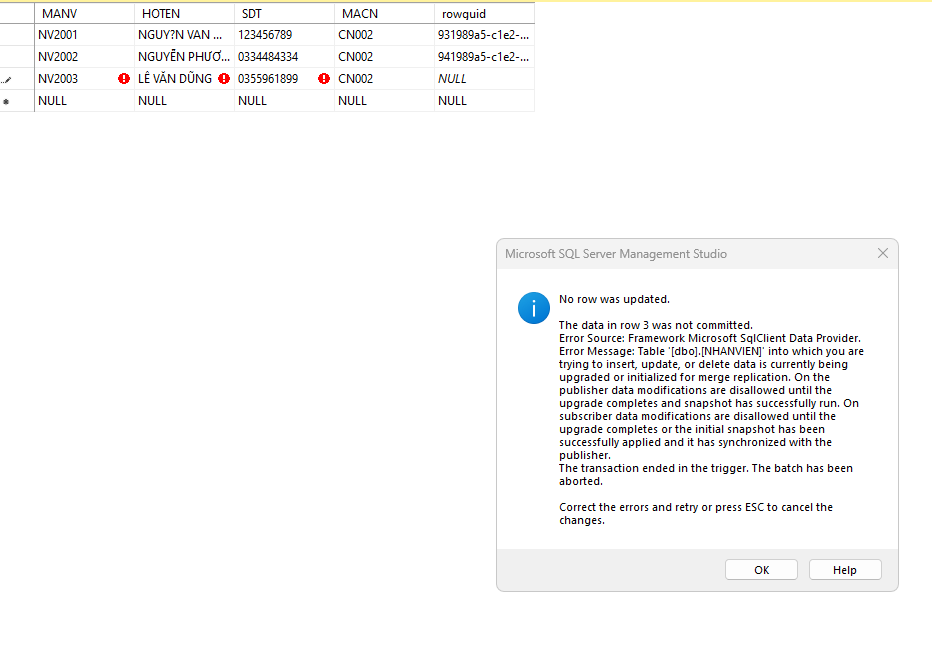 MANV HOTEN SDT MACN rowguid
NV2001 NGUY?N VAN ... 123456789 CN002 931989a5-c1e2-...
NV2002 NGUYỄN PHƯƠ... 0334484334 CN002 941989a5-c1e2-...
NV2003 LÊ VĂN DŨNG 0355961899 CN002 NULL
NULL NULL NULL NULL NULL
Microsoft SQL Server Management Studio
No row was updated.
The data in row 3 was not committed.
Error Source: Framework Microsoft SqlClient Data Provider.
Error Message: Table '[dbo].[NHANVIEN]' into which you are
trying to insert, update, or delete data is currently being
upgraded or initialized for merge replication. On the
publisher data modifications are disallowed until the
upgrade completes and snapshot has successfully run. On
subscriber data modifications are disallowed until the
upgrade completes or the initial snapshot has been
successfully applied and it has synchronized with the
publisher.
The transaction ended in the trigger. The batch has been
aborted.
Correct the errors and retry or press ESC to cancel the
changes.
OK Help